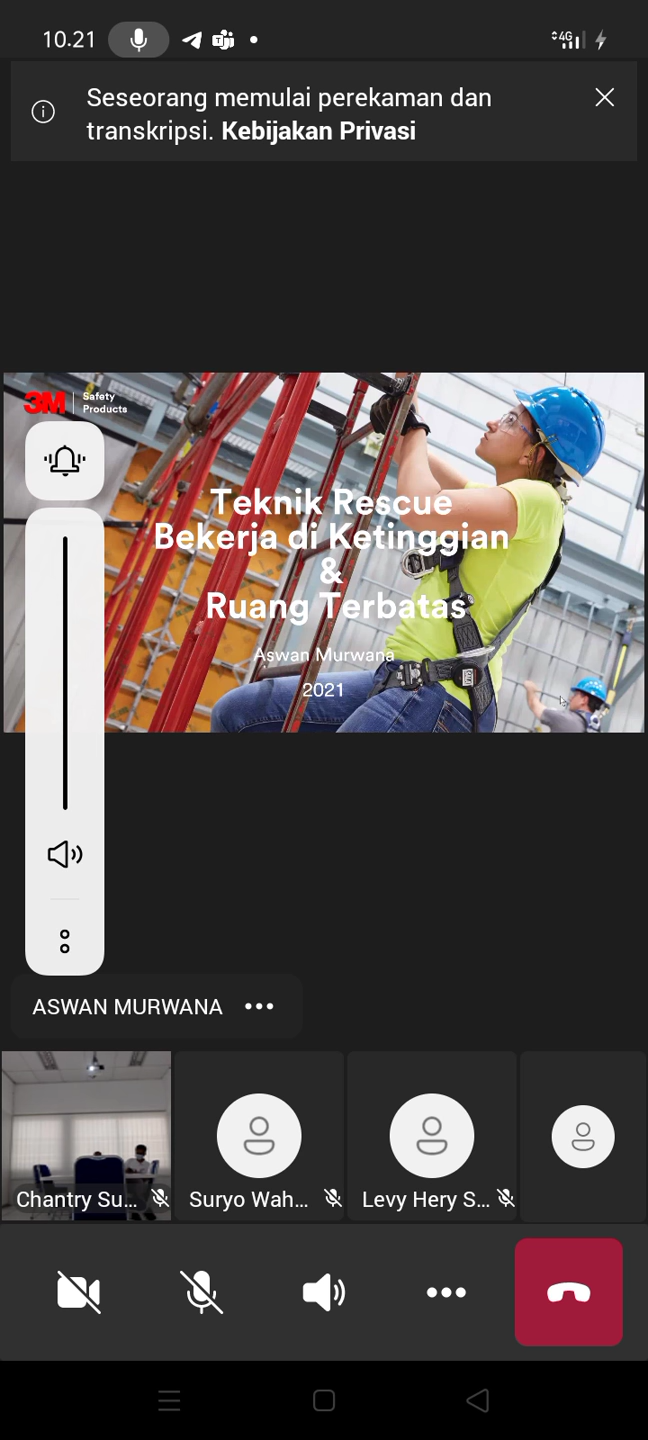 10.21
4G
Seseorang memulai perekaman dan
transkripsi. Kebijakan Privasi
3M
Safety
Products
Teknik Rescue
Bekerja di Ketinggian
&
Ruang Terbatas
Aswan Murwana
2021
ASWAN MURWANA
Chantry Su...
Suryo Wah...
Levy Hery S...